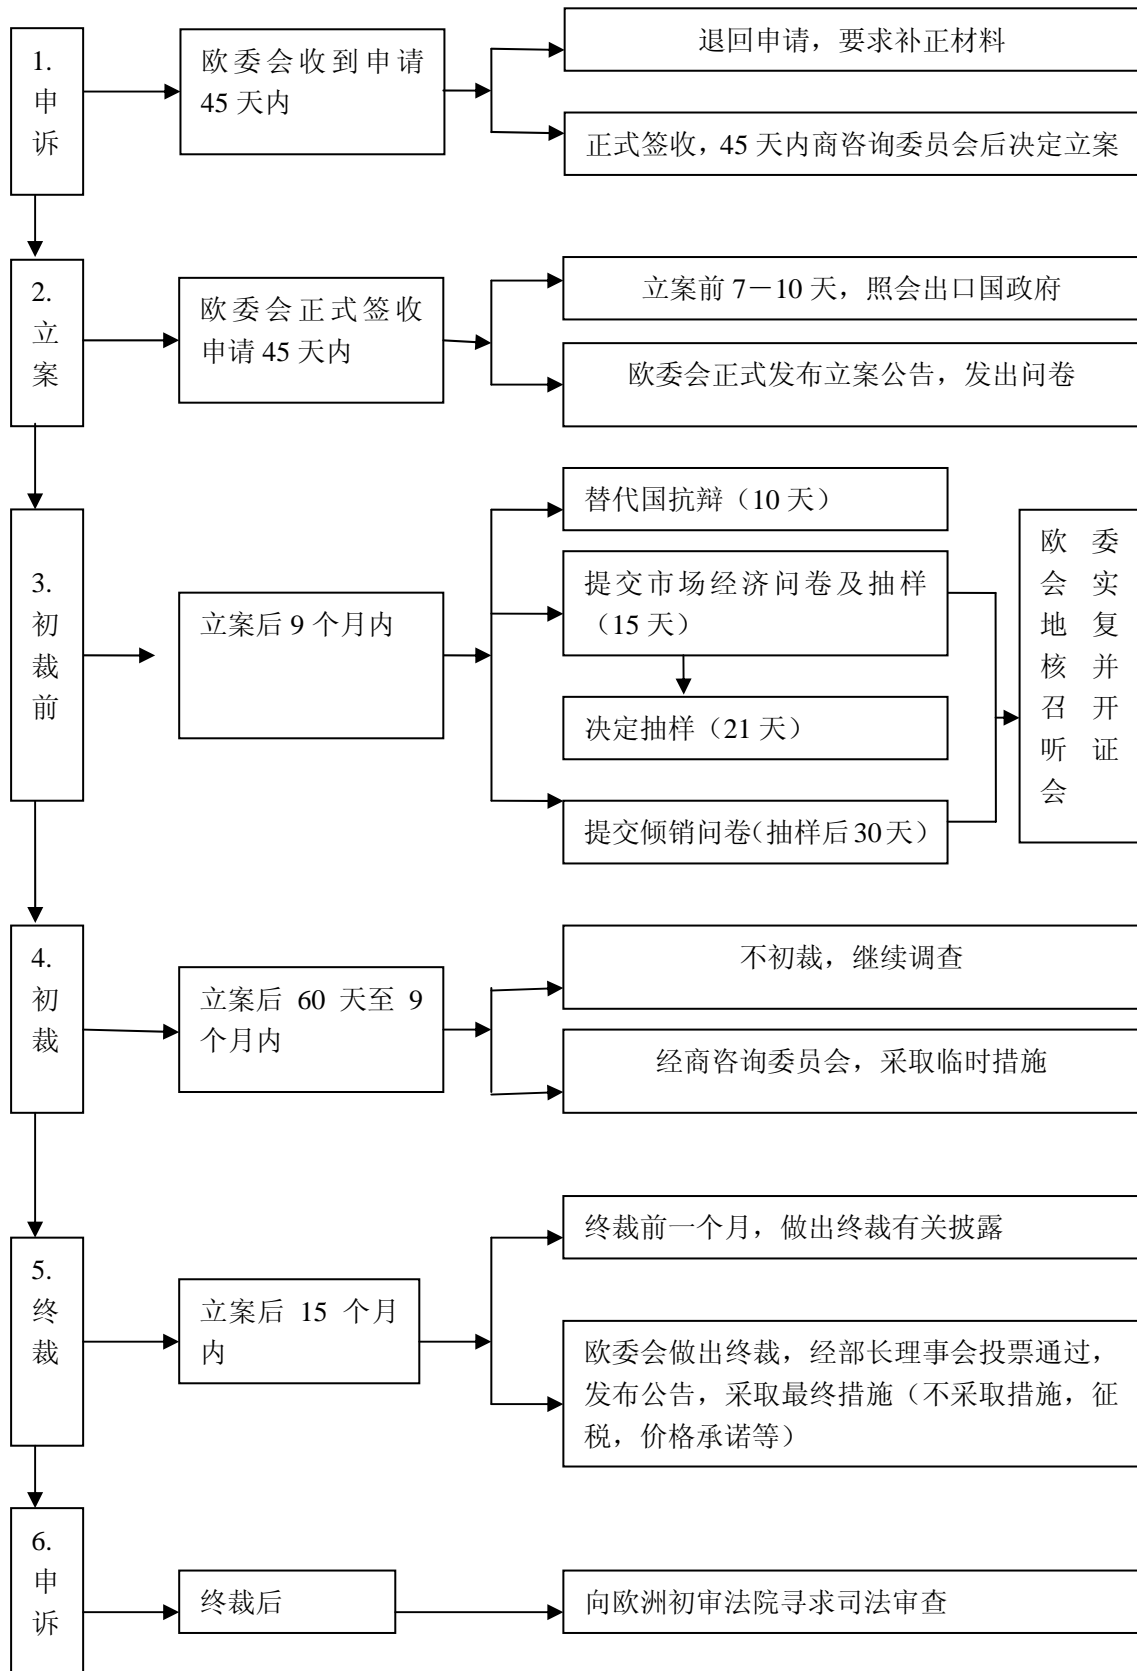 1.
申
诉
欧委会收到申请
45 天内
退回申请，要求补正材料
正式签收，45 天内商咨询委员会后决定立案
2.
立
案
欧委会正式签收
申请 45 天内
立案前 7－10 天，照会出口国政府
欧委会正式发布立案公告，发出问卷
3.
初
裁
前
立案后 9 个月内
替代国抗辩（10 天）
提交市场经济问卷及抽样
（15 天）
决定抽样（21 天）
提交倾销问卷（抽样后 30 天）
欧 委
会 实
地 复
核 并
召 开
听 证
会
4.
初
裁
立案后 60 天至 9
个月内
不初裁，继续调查
经商咨询委员会，采取临时措施
5.
终
裁
立案后 15 个月
内
终裁前一个月，做出终裁有关披露
欧委会做出终裁，经部长理事会投票通过，
发布公告，采取最终措施（不采取措施，征
税，价格承诺等）
6.
申
诉
终裁后
向欧洲初审法院寻求司法审查